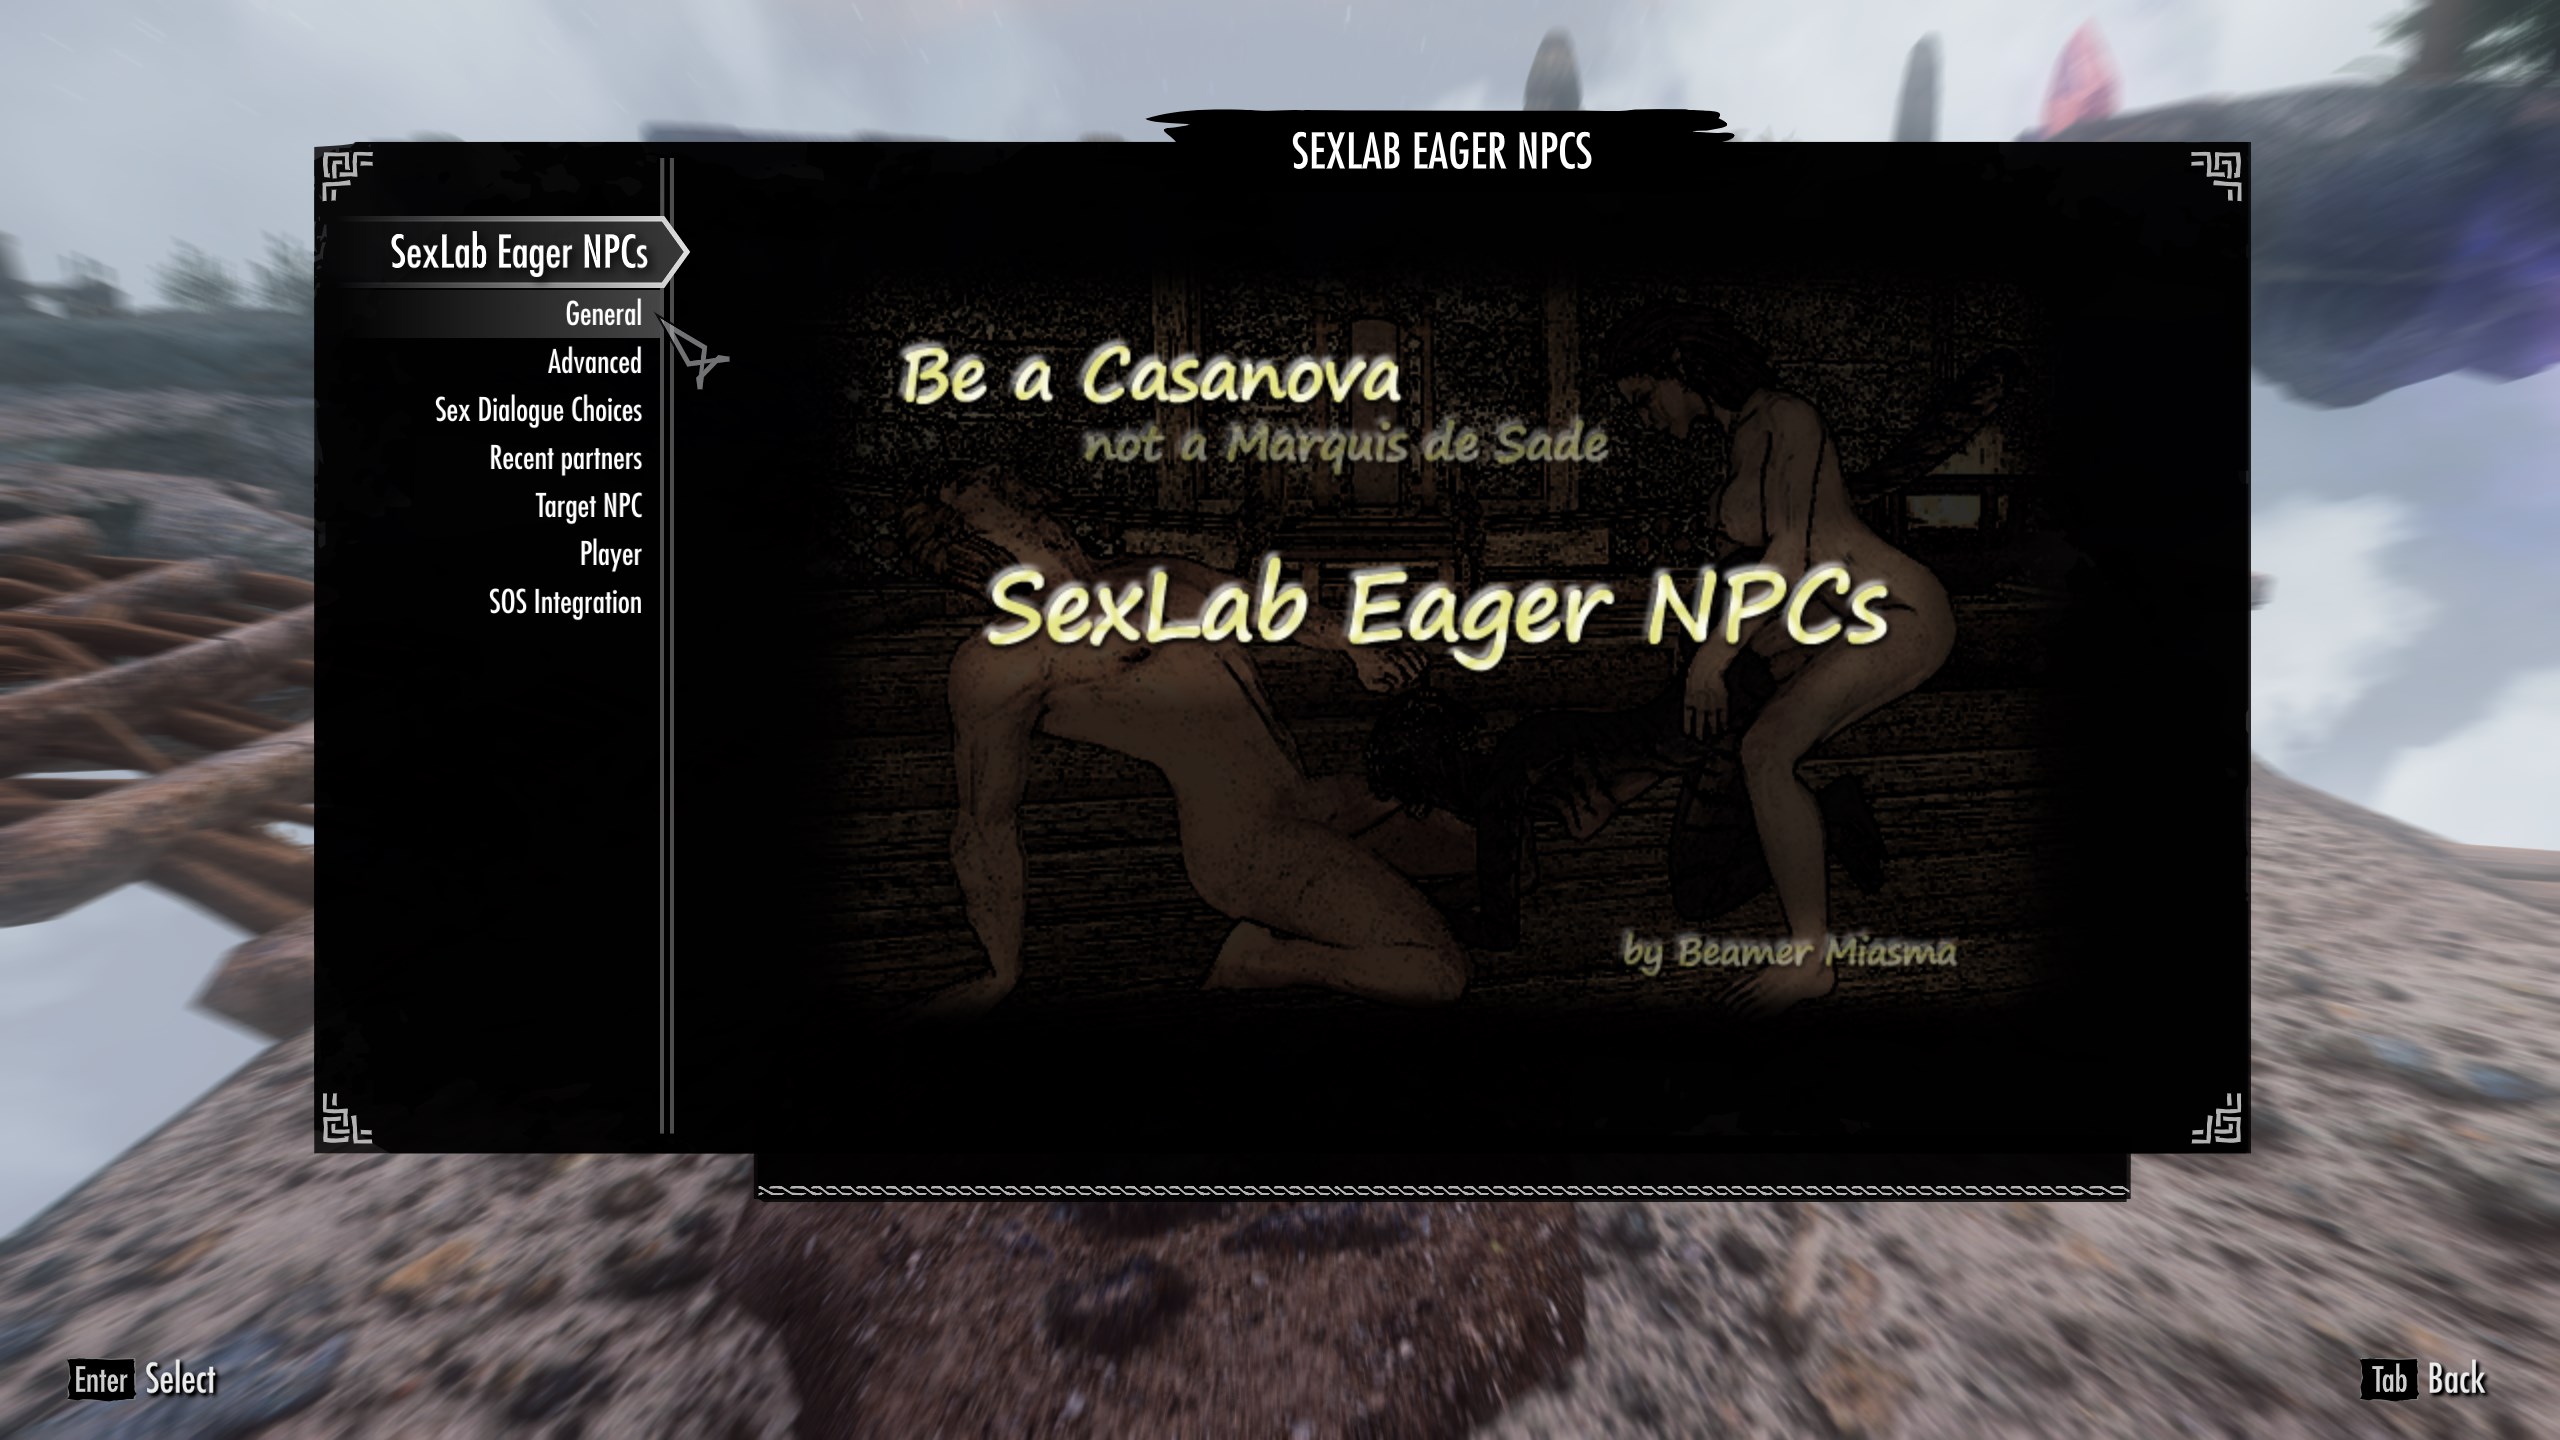 SEXLAB EAGER NPCS
SexLab Eager NPCs
General
Advanced
Sex Dialogue Choices
Recent partners
Target NPC
Player
SOS Integration
Be a Casanova
not a Marquis de Sade
SexLab Eager NPCs
by Beamer Miasma
Enter Select
Tab Back